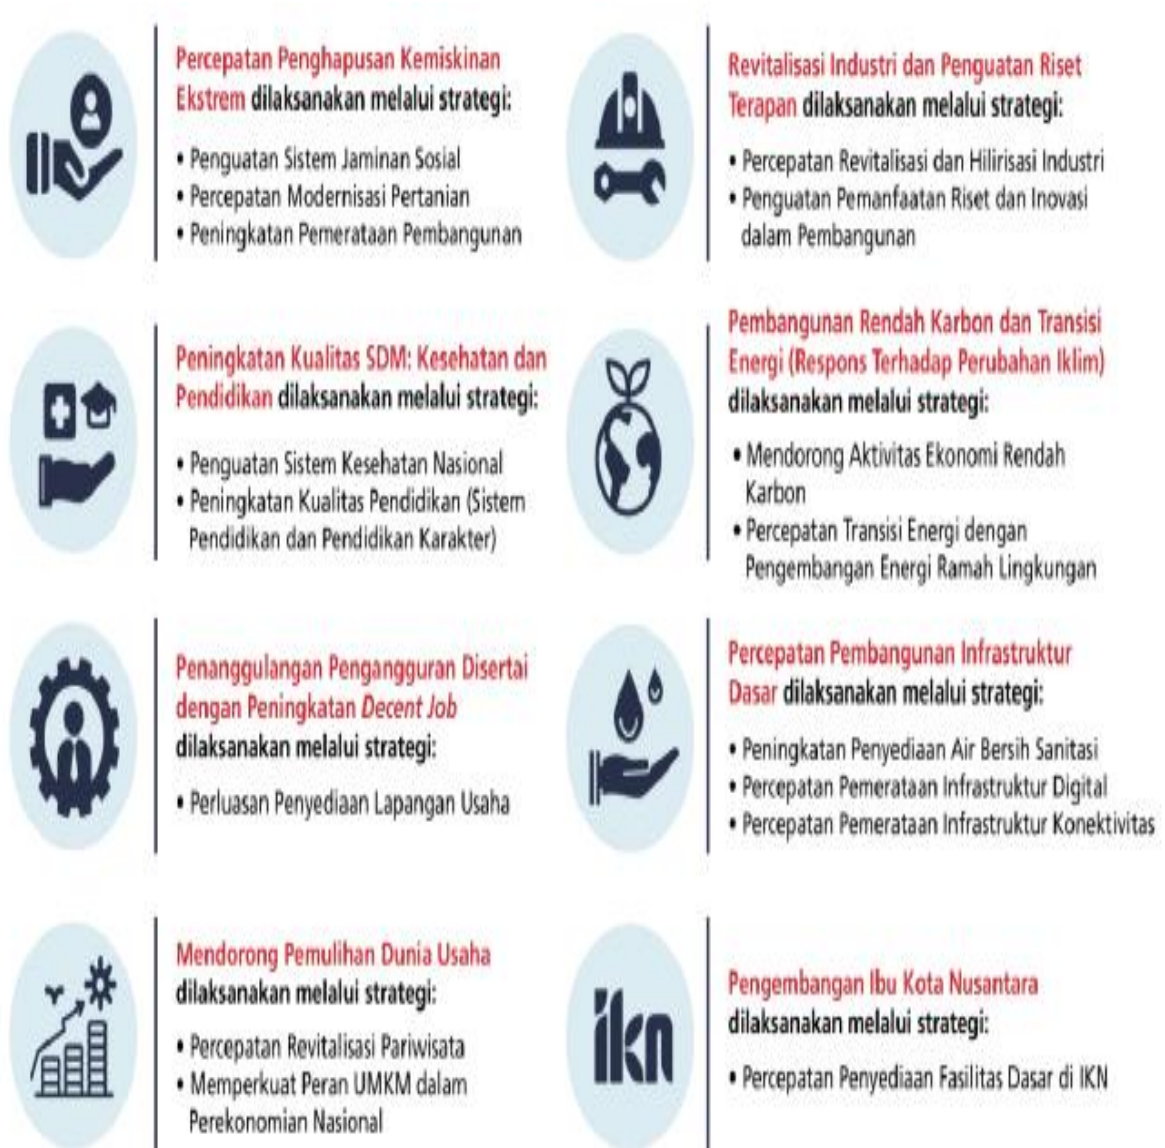 Percepatan Penghapusan Kemiskinan
Ekstrem dilaksanakan melalui strategi:
• Penguatan Sistem Jaminan Sosial
• Percepatan Modernisasi Pertanian
• Peningkatan Pemerataan Pembangunan
Peningkatan Kualitas SDM: Kesehatan dan
Pendidikan dilaksanakan melalui strategi:
• Penguatan Sistem Kesehatan Nasional
• Peningkatan Kualitas Pendidikan (Sistem
Pendidikan dan Pendidikan Karakter)
Penanggulangan Pengangguran Disertai
dengan Peningkatan Decent Job
dilaksanakan melalui strategi:
• Perluasan Penyediaan Lapangan Usaha
Mendorong Pemulihan Dunia Usaha
dilaksanakan melalui strategi:
• Percepatan Revitalisasi Pariwisata
• Memperkuat Peran UMKM dalam
Perekonomian Nasional
Revitalisasi Industri dan Penguatan Riset
Terapan dilaksanakan melalui strategi:
• Percepatan Revitalisasi dan Hilirisasi Industri
• Penguatan Pemanfaatan Riset dan Inovasi
dalam Pembangunan
Pembangunan Rendah Karbon dan Transisi
Energi (Respons Terhadap Perubahan Iklim)
dilaksanakan melalui strategi:
• Mendorong Aktivitas Ekonomi Rendah
Karbon
• Percepatan Transisi Energi dengan
Pengembangan Energi Ramah Lingkungan
Percepatan Pembangunan Infrastruktur
Dasar dilaksanakan melalui strategi:
• Peningkatan Penyediaan Air Bersih Sanitasi
• Percepatan Pemerataan Infrastruktur Digital
• Percepatan Pemerataan Infrastruktur Konektivitas
ikn
Pengembangan Ibu Kota Nusantara
dilaksanakan melalui strategi:
• Percepatan Penyediaan Fasilitas Dasar di IKN